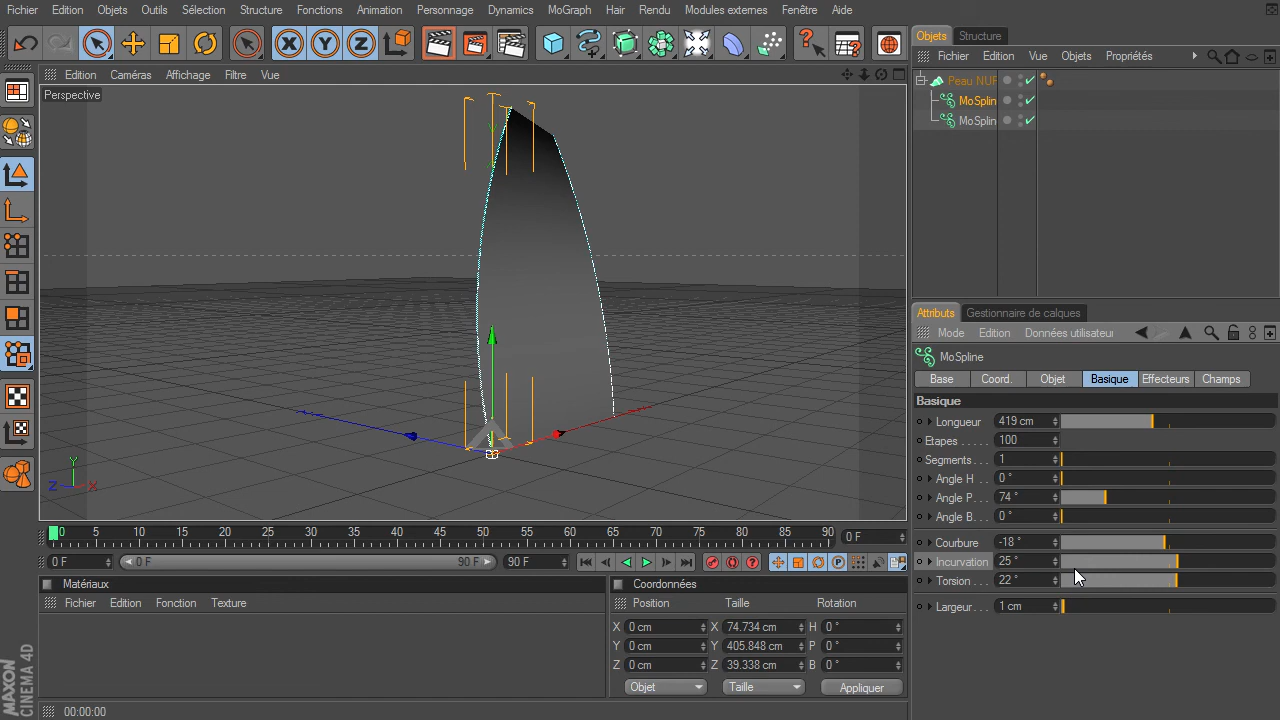 Fichier Edition Objets Outils Sélection Structure Fonctions Animation Personnage Dynamics MoGraph Hair Rendu Modules externes Fenêtre Aide
Edition Caméras Affichage Filtre Vue
Perspective
Y
Z X
0 5 10 15 20 25 30 35 40 45 50 55 60 65 70 75 80 85 90 0 F
0 F 0 F 90 F 90 F
Matériaux
Fichier Edition Fonction Texture
Coordonnées
Position Taille Rotation
X 0 cm X 74.734 cm H 0 °
Y 0 cm Y 405.848 cm P 0 °
Z 0 cm Z 39.338 cm B 0 °
Objet Taille Appliquer
00:00:00
MAXON CINEMA 4D
Objets Structure
Fichier Edition Vue Objets Propriétés
Peau NUR
MoSplin
MoSplin
Attributs Gestionnaire de calques
Mode Edition Données utilisateur
MoSpline
Base Coord. Objet Basique Effecteurs Champs
Basique
Longueur 419 cm
Etapes . . . . . 100
Segments . . 1
Angle H . . . 0 °
Angle P. . . . 74 °
Angle B. . . . 0 °
Courbure -18 °
Incurvation 25 °
Torsion . . . 22 °
Largeur. . . 1 cm